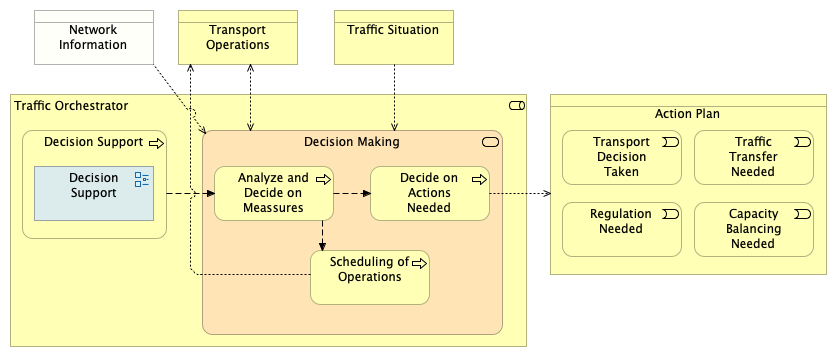 Network
Information
Transport
Operations
Traffic Situation
Traffic Orchestrator
Decision Support
Decision
Support
Decision Making
Analyze and
Decide on
Meassures
Decide on
Actions
Needed
Scheduling of
Operations
Action Plan
Transport
Decision
Taken
Traffic
Transfer
Needed
Regulation
Needed
Capacity
Balancing
Needed